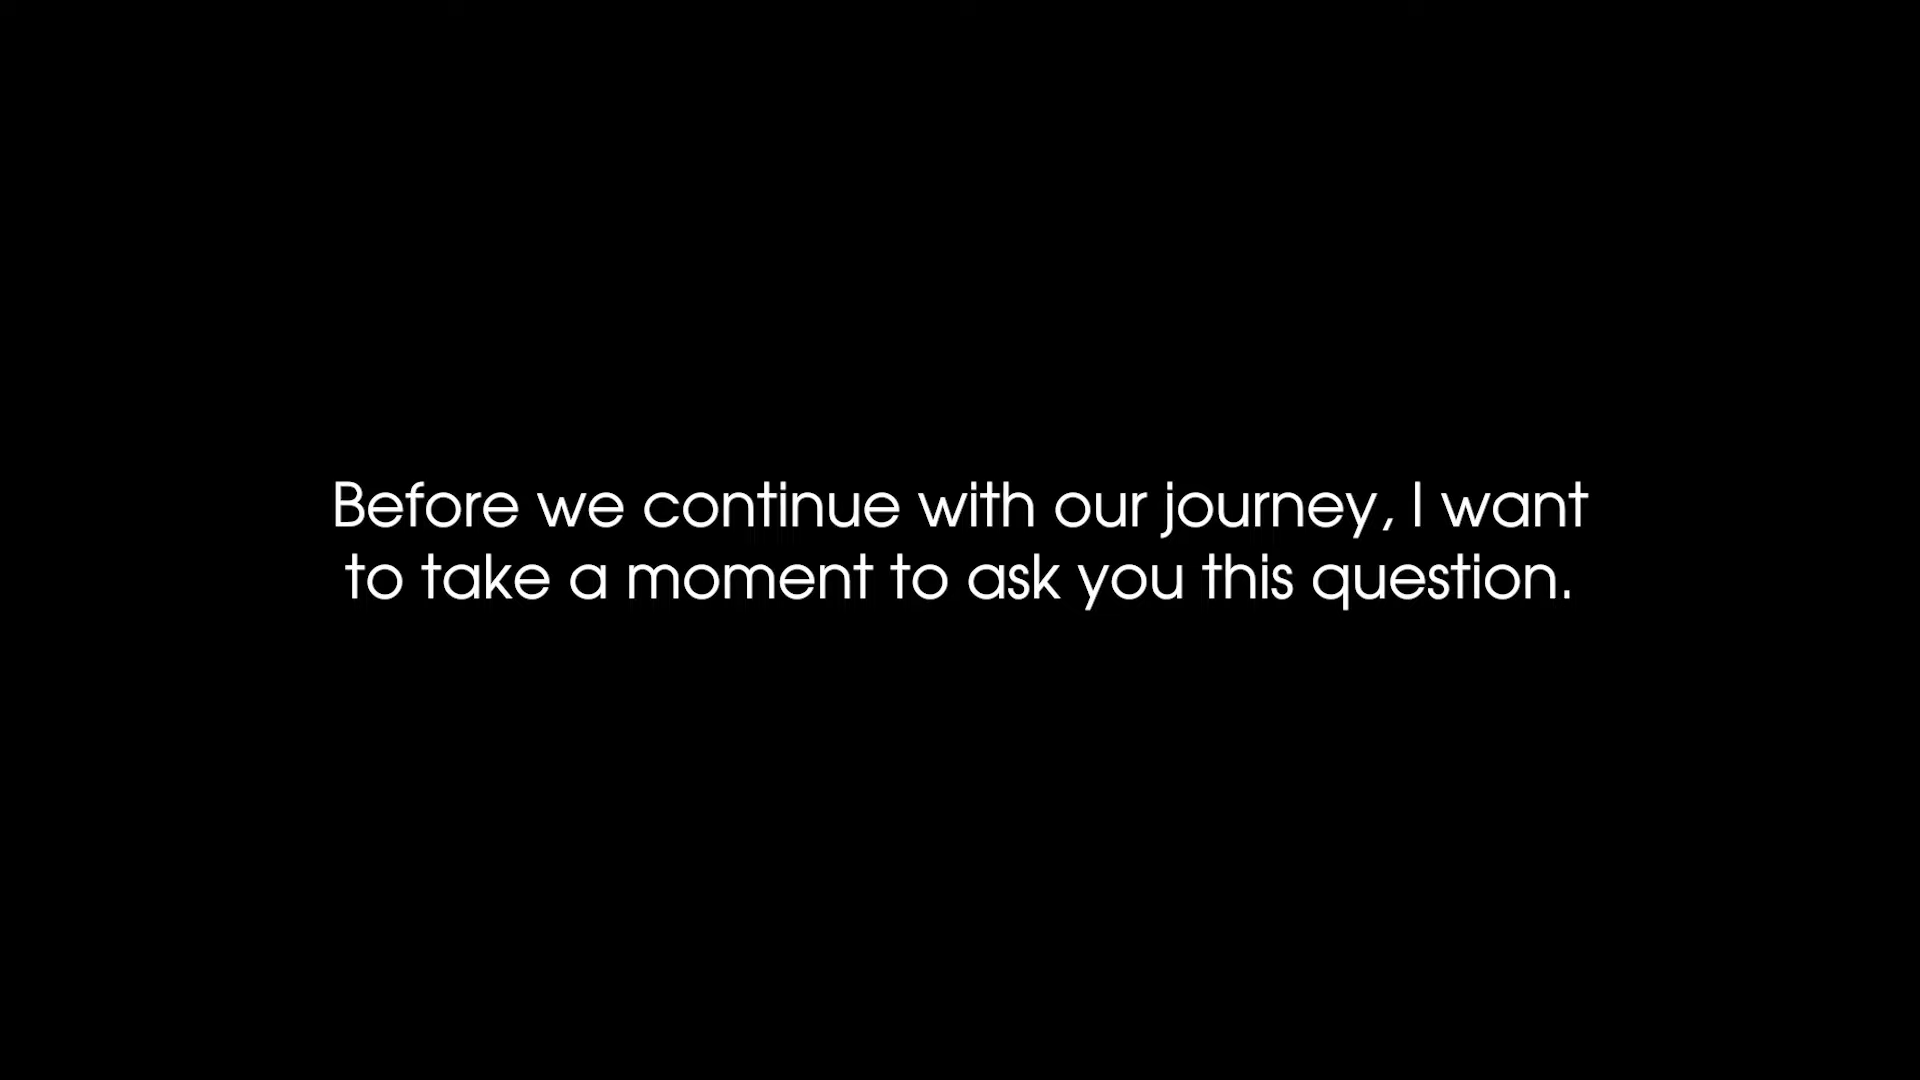 Before we continue with our journey, I want
to take a moment to ask you this question.